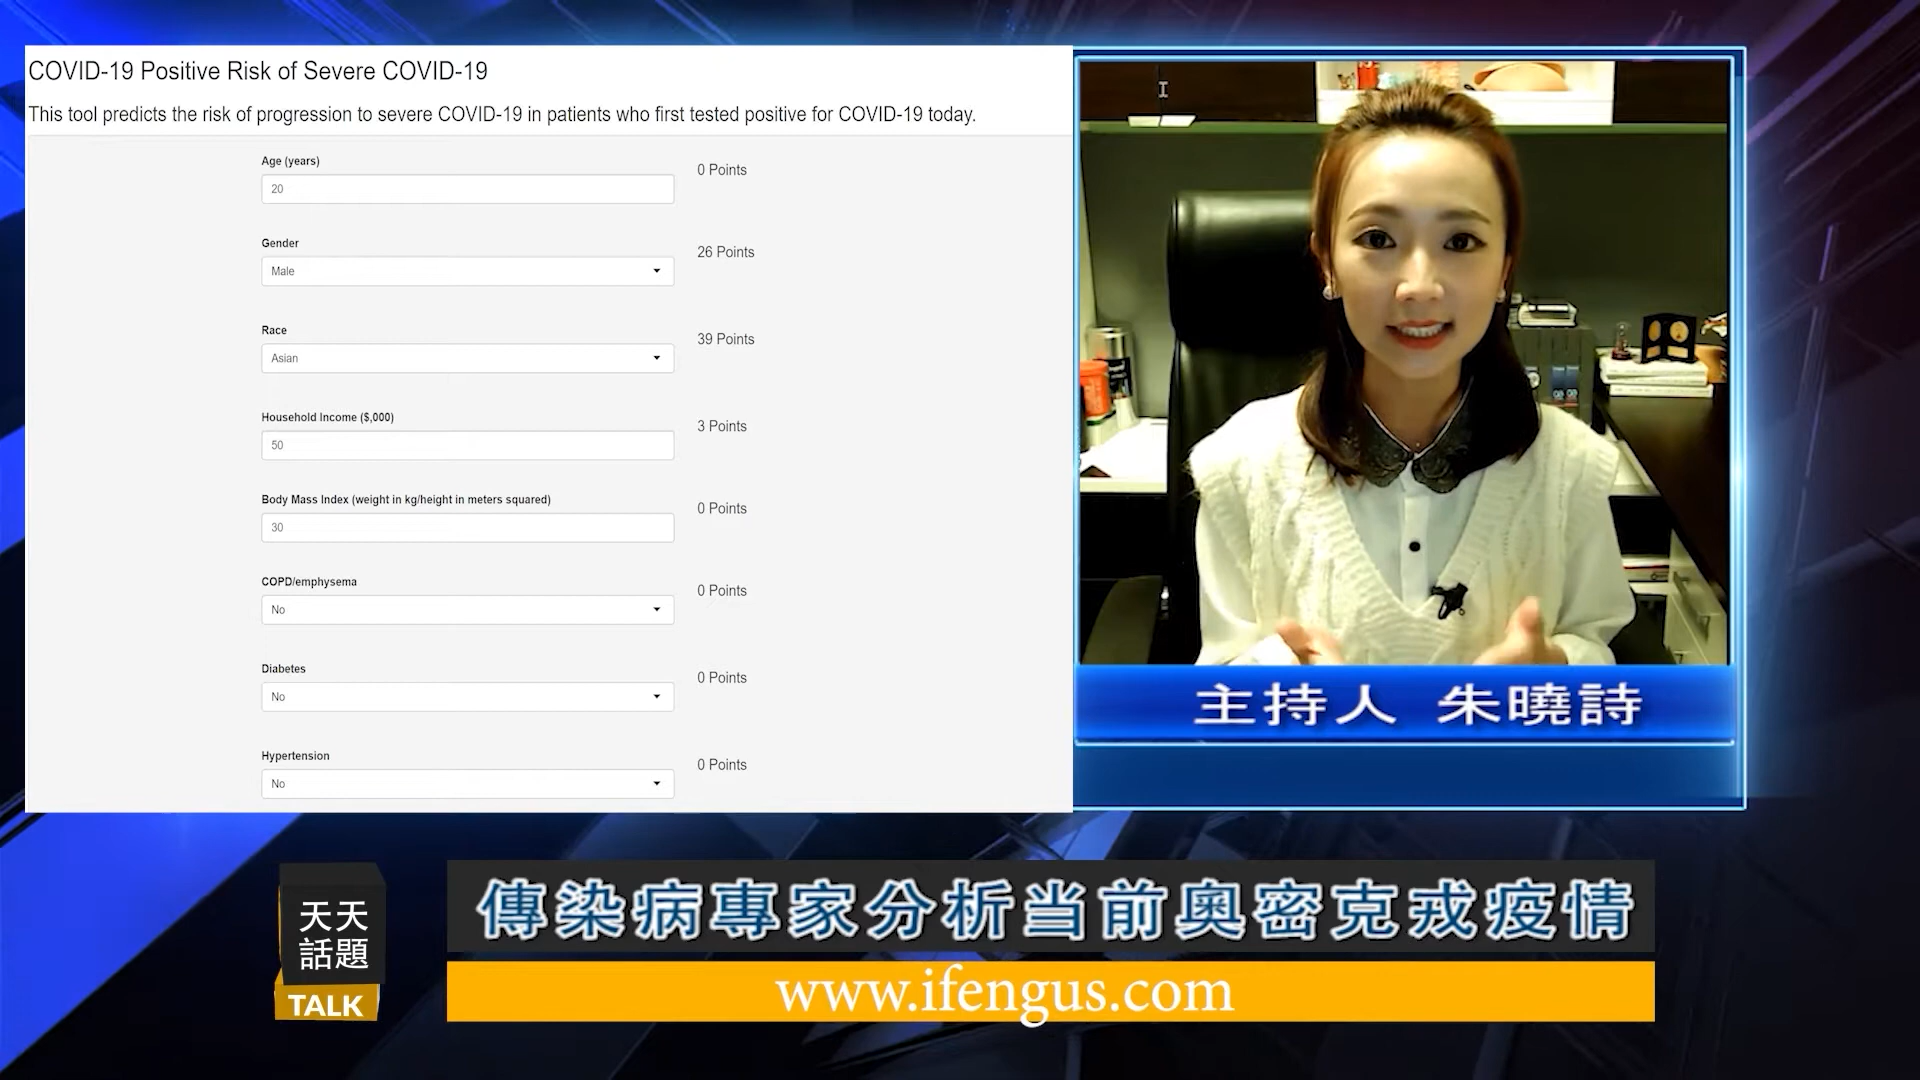 COVID-19 Positive Risk of Severe COVID-19
This tool predicts the risk of progression to severe COVID-19 in patients who first tested positive for COVID-19 today.
Age (years)
0 Points
20
Gender
26 Points
Male
Race
39 Points
Asian
Household Income ($,000)
3 Points
50
Body Mass Index (weight in kg/height in meters squared)
0 Points
30
COPD/emphysema
0 Points
No
Diabetes
0 Points
No
Hypertension
0 Points
No
主持人 朱曉詩
天天
話題
TALK
傳染病專家分析当前奧密克戎疫情
www.ifengus.com